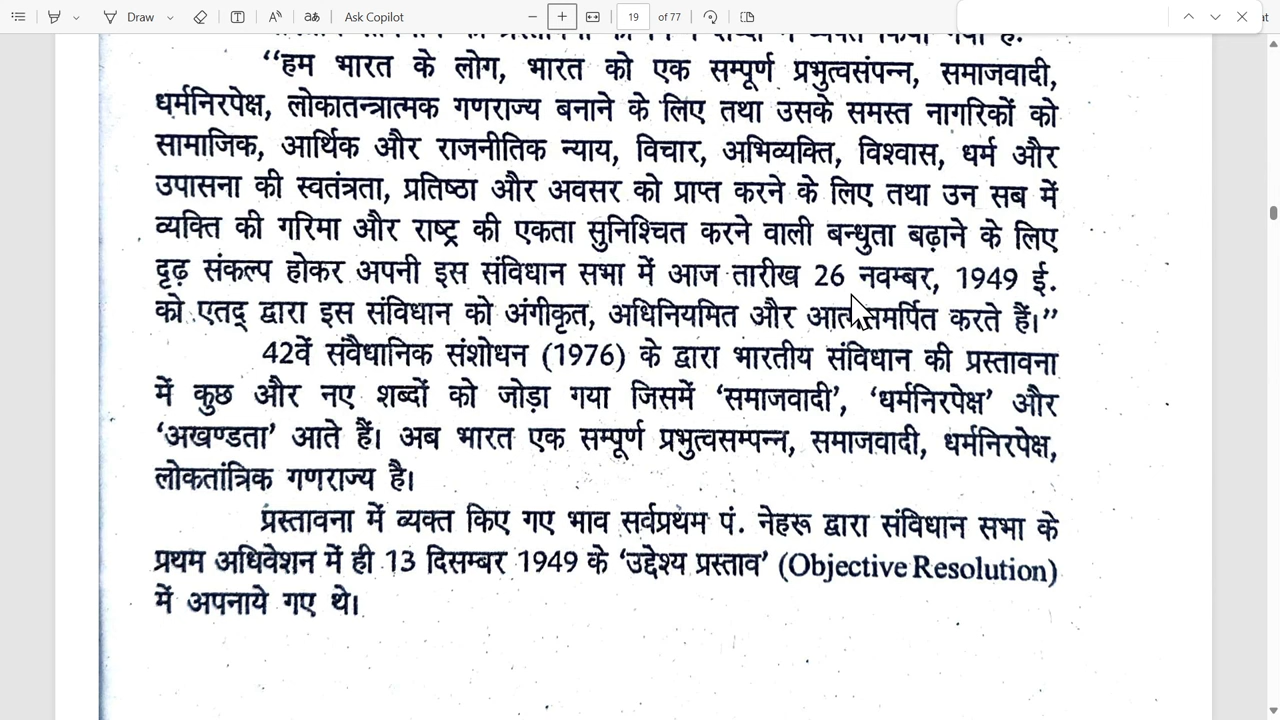 Draw
Ask Copilot
19 of 77
“हम भारत के लोग, भारत को एक सम्पूर्ण प्रभुत्वसंपन्न, समाजवादी,
धर्मनिरपेक्ष, लोकातन्त्रात्मक गणराज्य बनाने के लिए तथा उसके समस्त नागरिकों को
सामाजिक, आर्थिक और राजनीतिक न्याय, विचार, अभिव्यक्ति, विश्वास, धर्म और
उपासना की स्वतंत्रता, प्रतिष्ठा और अवसर को प्राप्त करने के लिए तथा उन सब में
व्यक्ति की गरिमा और राष्ट्र की एकता सुनिश्चित करने वाली बन्धुता बढ़ाने के लिए
दृढ़ संकल्प होकर अपनी इस संविधान सभा में आज तारीख 26 नवम्बर, 1949 ई.
को एतद् द्वारा इस संविधान को अंगीकृत, अधिनियमित और करते हैं।”
42वें संवैधानिक संशोधन (1976) के द्वारा भारतीय संविधान की प्रस्तावना
में कुछ और नए शब्दों को जोड़ा गया जिसमें ‘समाजवादी’, ‘धर्मनिरपेक्ष’ और
‘अखण्डता’ आते हैं। अब भारत एक सम्पूर्ण प्रभुत्वसम्पन्न, समाजवादी, धर्मनिरपेक्ष,
लोकतांत्रिक गणराज्य है।
प्रस्तावना में व्यक्त किए गए भाव सर्वप्रथम पं. नेहरू द्वारा संविधान सभा के
प्रथम अधिवेशन में ही 13 दिसम्बर 1949 के ‘उद्देश्य प्रस्ताव’ (Objective Resolution)
में अपनाये गए थे।